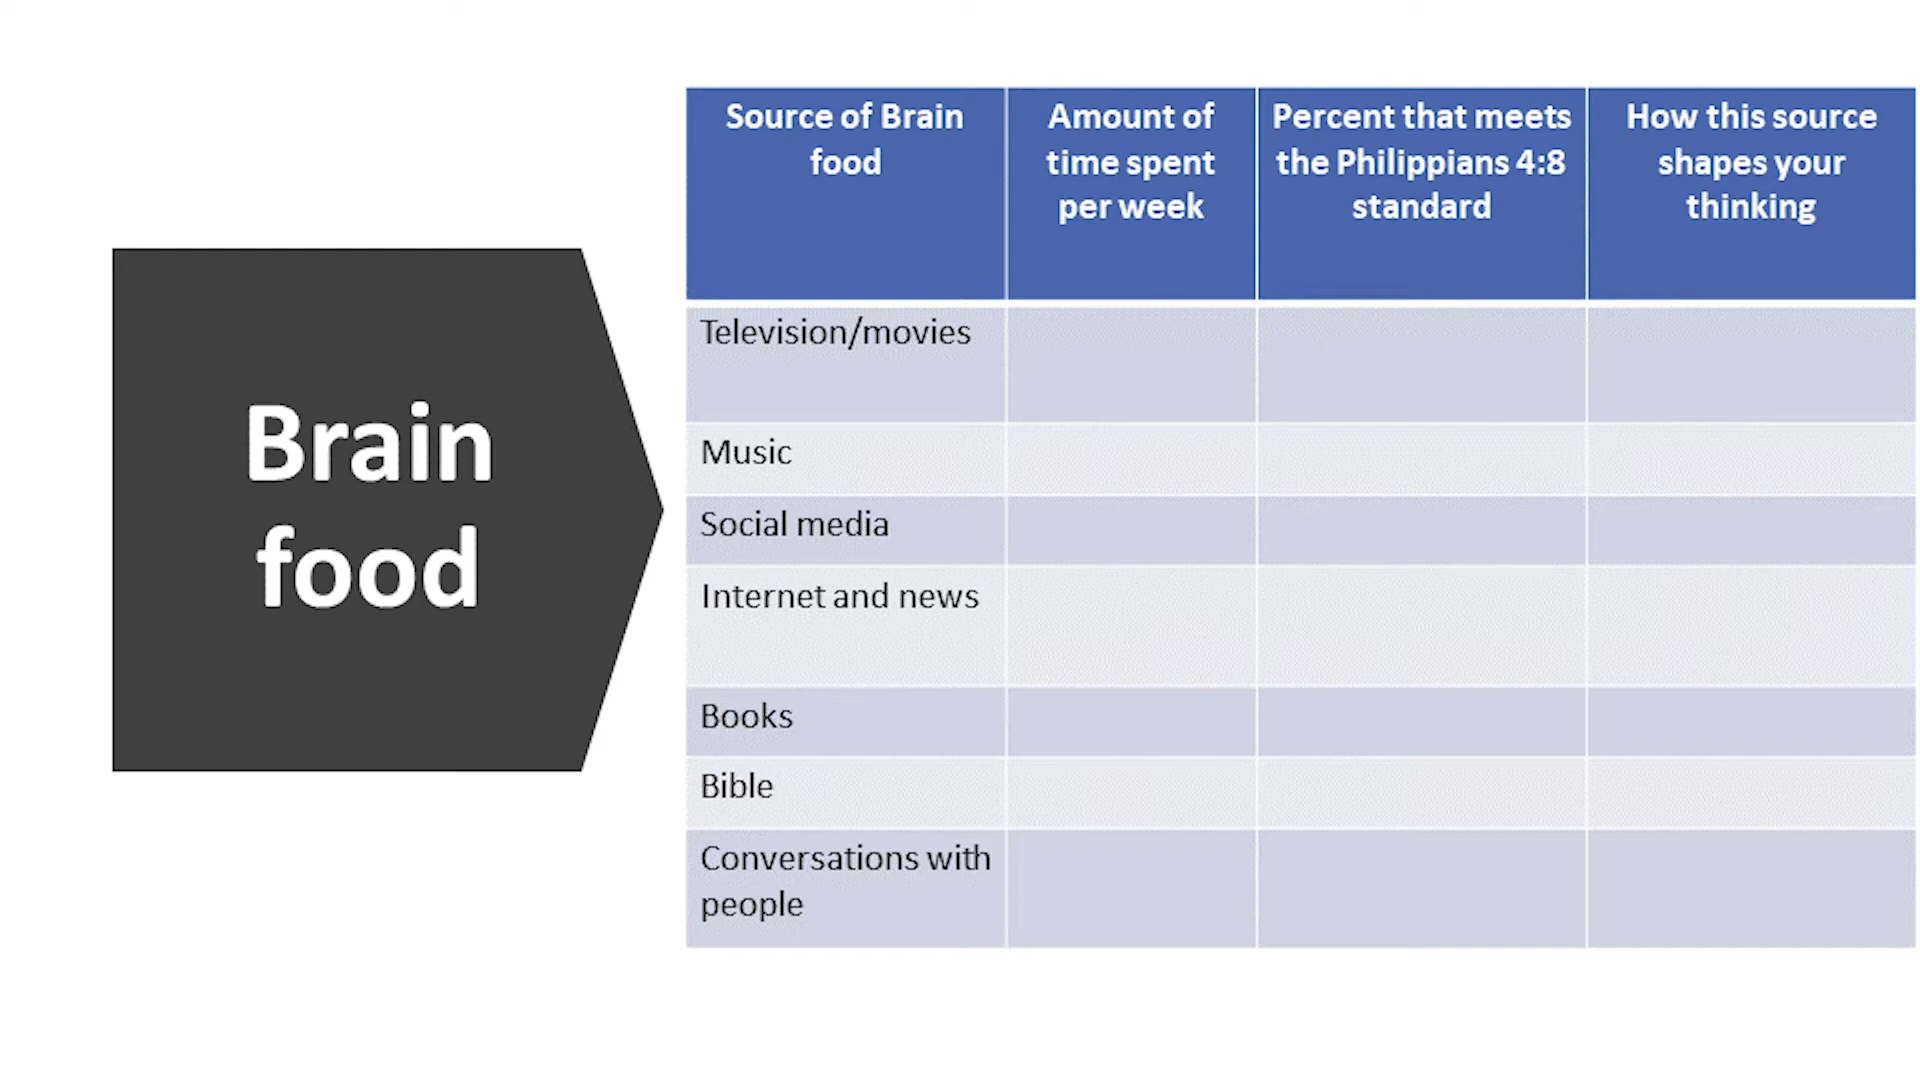 Brain
food
Source of Brain
food
Amount of
time spent
per week
Percent that meets
the Philippians 4:8
standard
How this source
shapes your
thinking
Television/movies
Music
Social media
Internet and news
Books
Bible
Conversations with
people